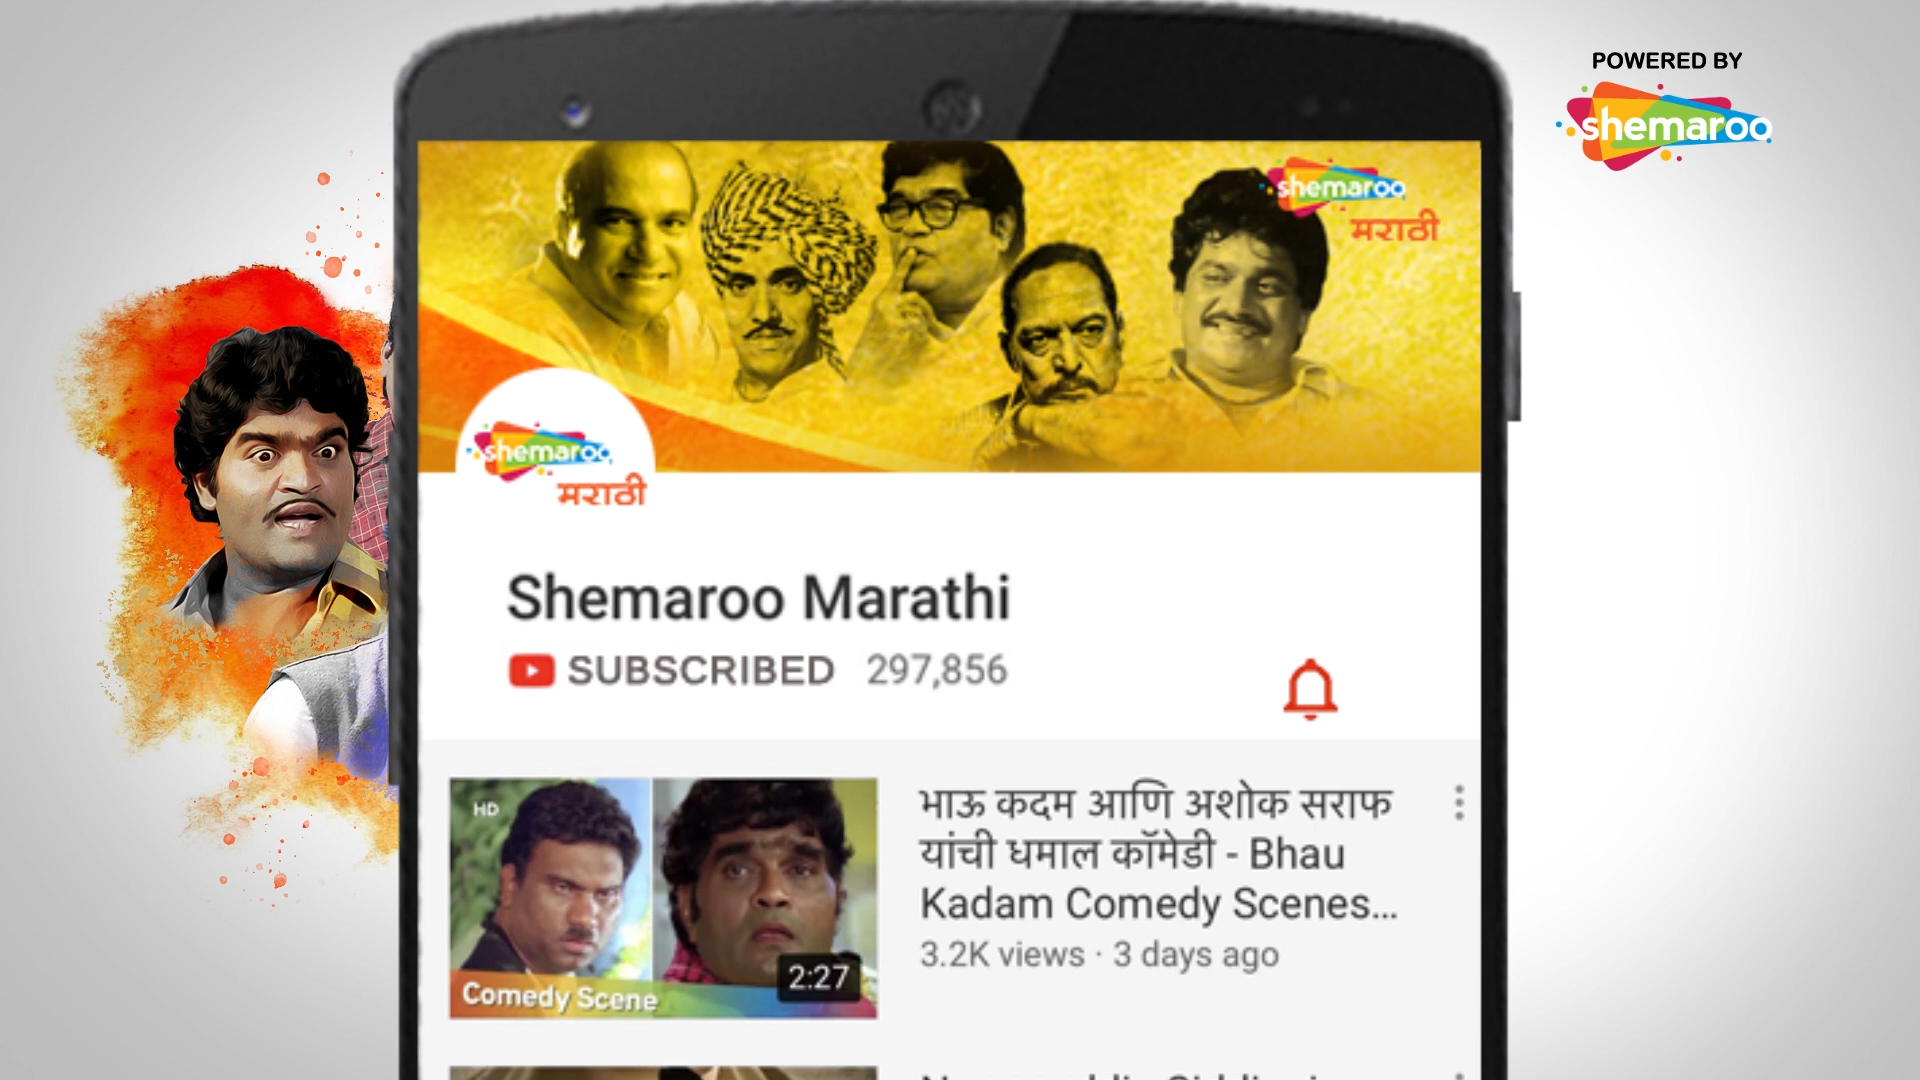 POWERED BY
shemaroo
shemaroo
मराठी
shemaroo
मराठी
Shemaroo Marathi
SUBSCRIBED 297,856
HD
Comedy Scene
2:27
भाऊ कदम आणि अशोक सराफ
यांची धमाल कॉमेडी - Bhau
Kadam Comedy Scenes...
3.2K views · 3 days ago